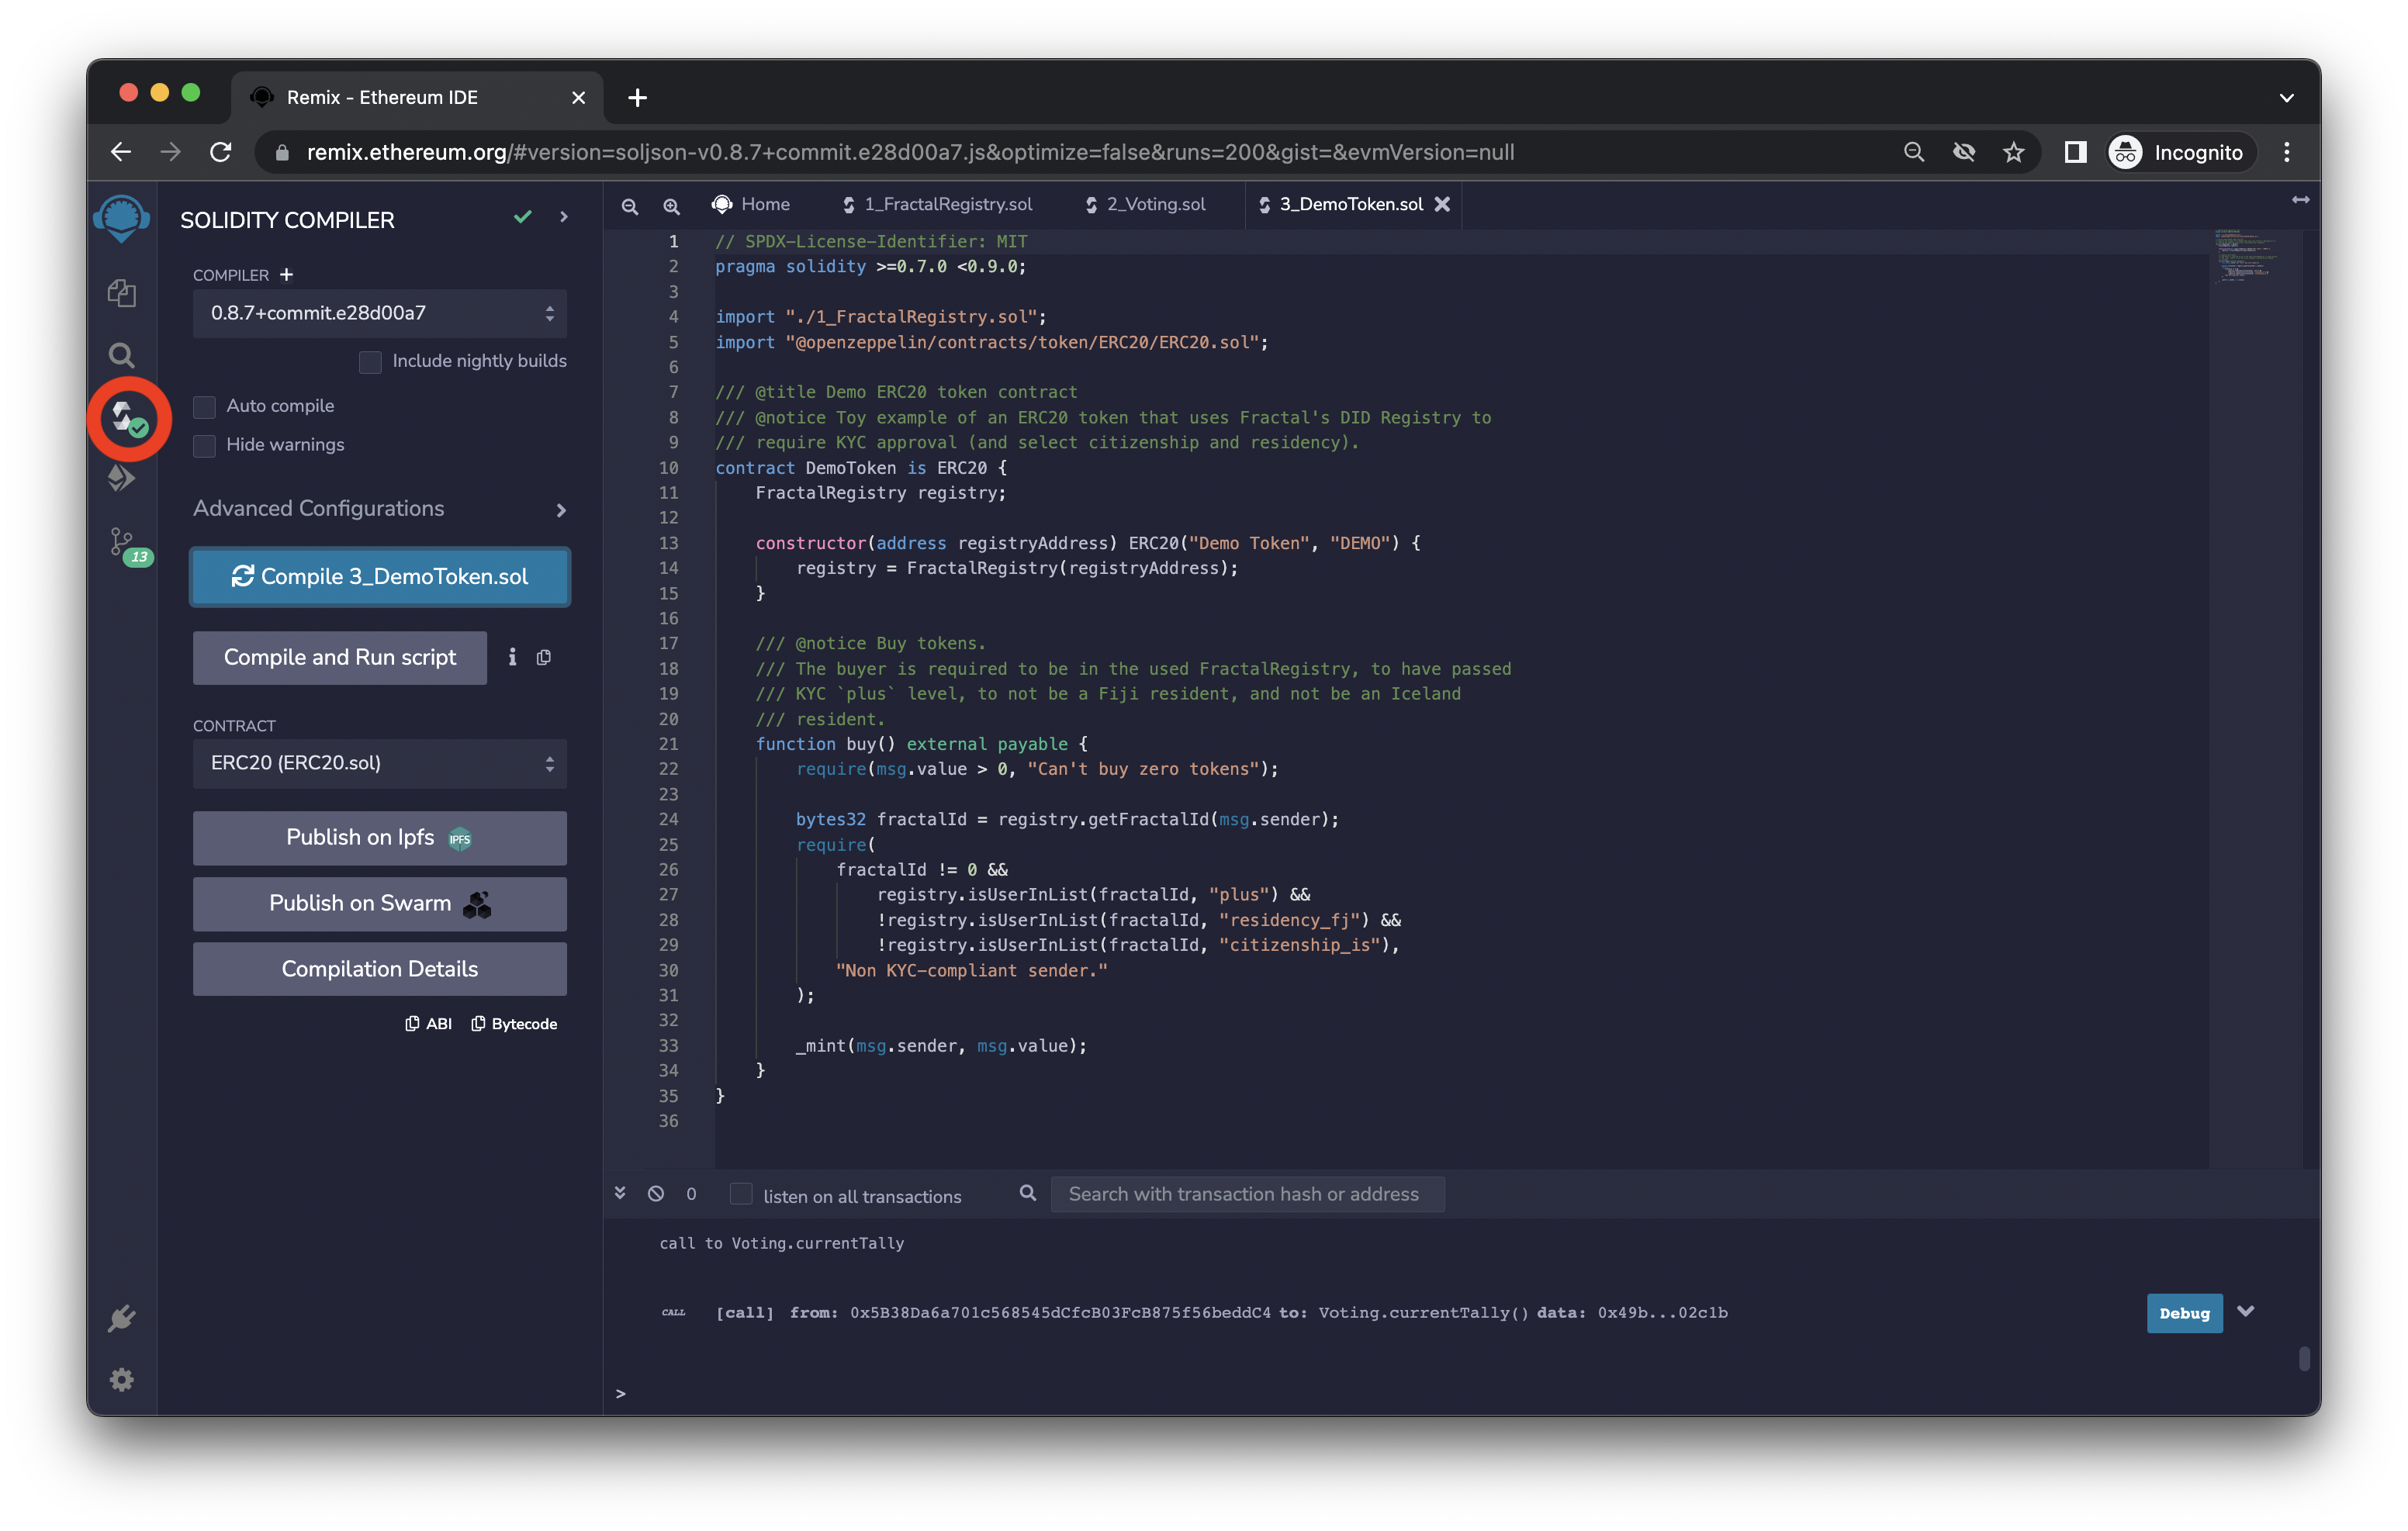 Remix - Ethereum IDE
remix.ethereum.org/#version=soljson-v0.8.7+commit.e28d00a7.js&optimize=false&runs=200&gist=&evmVersion=null
Incognito
SOLIDITY COMPILER
COMPILER
0.8.7+commit.e28d00a7
Include nightly builds
Auto compile
Hide warnings
Advanced Configurations
13
Compile 3_DemoToken.sol
Compile and Run script
CONTRACT
ERC20 (ERC20.sol)
Publish on Ipfs IPFS
Publish on Swarm
Compilation Details
ABI Bytecode
Home 1_FractalRegistry.sol 2_Voting.sol 3_DemoToken.sol
1 // SPDX-License-Identifier: MIT
2 pragma solidity >=0.7.0 <0.9.0;
3
4 import "./1_FractalRegistry.sol";
5 import "@openzeppelin/contracts/token/ERC20/ERC20.sol";
6
7 /// @title Demo ERC20 token contract
8 /// @notice Toy example of an ERC20 token that uses Fractal's DID Registry to
9 /// require KYC approval (and select citizenship and residency).
10 contract DemoToken is ERC20 {
11     FractalRegistry registry;
12
13     constructor(address registryAddress) ERC20("Demo Token", "DEMO") {
14         registry = FractalRegistry(registryAddress);
15     }
16
17     /// @notice Buy tokens.
18     /// The buyer is required to be in the used FractalRegistry, to have passed
19     /// KYC `plus` level, to not be a Fiji resident, and not be an Iceland
20     /// resident.
21     function buy() external payable {
22         require(msg.value > 0, "Can't buy zero tokens");
23
24         bytes32 fractalId = registry.getFractalId(msg.sender);
25         require(
26             fractalId != 0 &&
27                 registry.isUserInList(fractalId, "plus") &&
28                 !registry.isUserInList(fractalId, "residency_fj") &&
29                 !registry.isUserInList(fractalId, "citizenship_is"),
30             "Non KYC-compliant sender."
31         );
32
33         _mint(msg.sender, msg.value);
34     }
35 }
36
0 listen on all transactions Search with transaction hash or address
call to Voting.currentTally
CALL [call] from: 0x5B38Da6a701c568545dCfcB03FcB875f56beddC4 to: Voting.currentTally() data: 0x49b...02c1b Debug
>